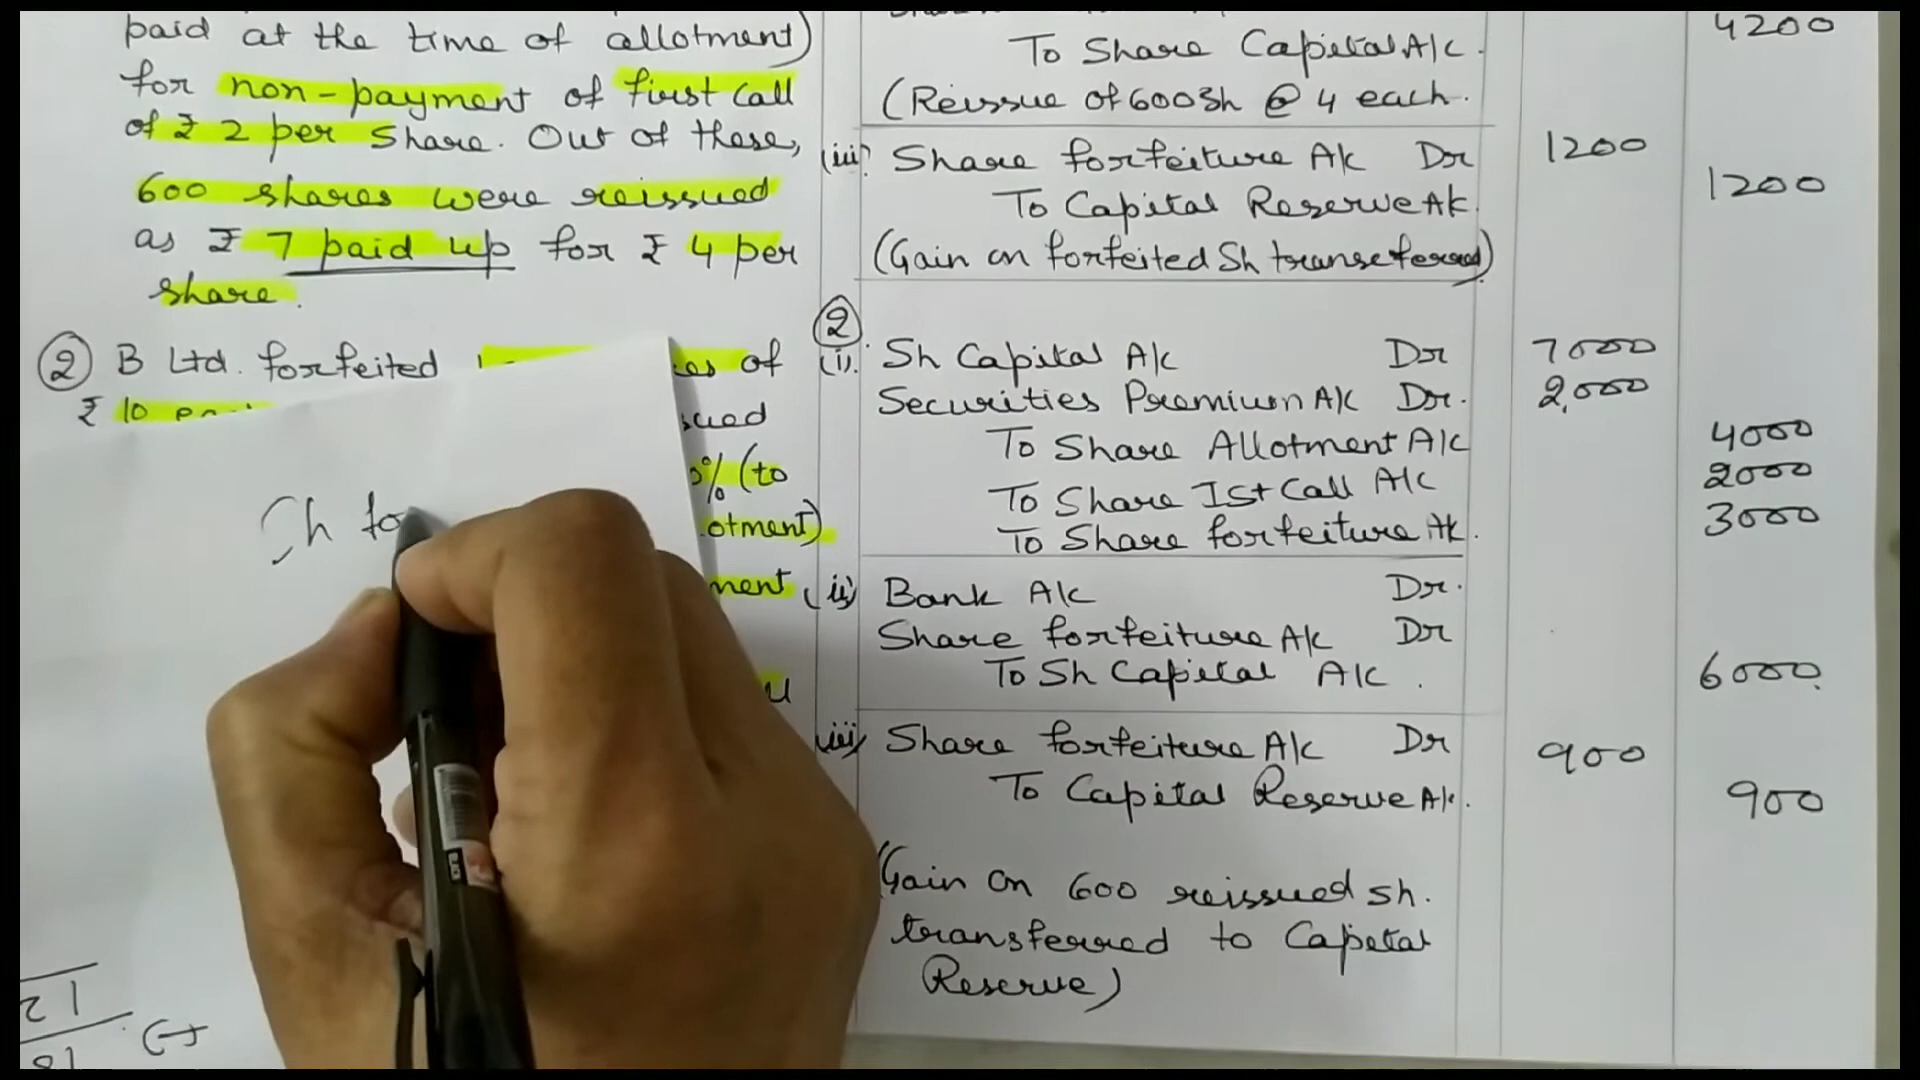 paid at the time of allotment)
for non-payment of first call
of ₹ 2 per share. Out of these,
600 shares were reissued
as ₹ 7 paid up for ₹ 4 per
share.
② B Ltd. forfeited of
₹ 10
% (to
otment)
Sh fo
4200
To Share Capital A/c.
(Reissue of 600 Sh @ 4 each.
(iii) Share forfeiture A/c Dr 1200
To Capital Reserve A/c. 1200
(Gain on forfeited Sh transferred)
②
(i). Sh Capital A/c Dr 7000
Securities Premium A/c Dr. 2,000
To Share Allotment A/c 4000
To Share Ist Call A/c 2000
To Share forfeiture A/c. 3000
(ii) Bank A/c Dr.
Share forfeiture A/c Dr
To Sh Capital A/c. 6000.
(iii) Share forfeiture A/c Dr 900
To Capital Reserve A/c. 900
(Gain on 600 reissued sh.
transferred to Capital
Reserve)